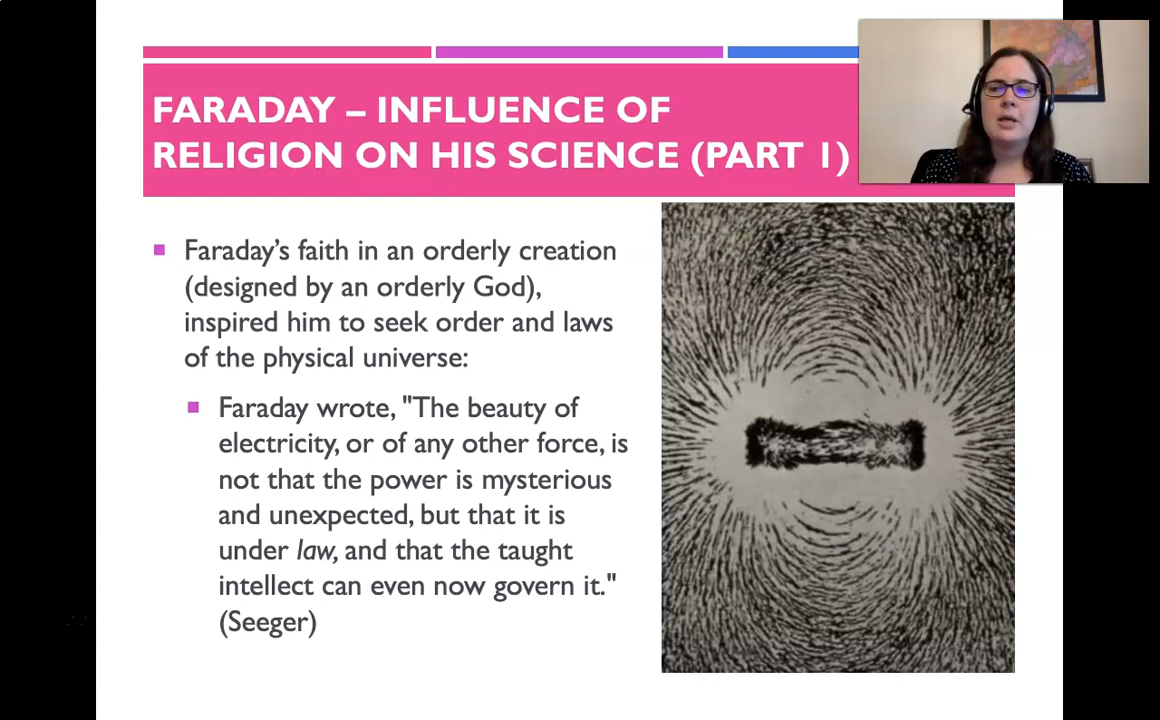 FARADAY – INFLUENCE OF
RELIGION ON HIS SCIENCE (PART 1)
Faraday’s faith in an orderly creation
(designed by an orderly God),
inspired him to seek order and laws
of the physical universe:
Faraday wrote, "The beauty of
electricity, or of any other force, is
not that the power is mysterious
and unexpected, but that it is
under law, and that the taught
intellect can even now govern it."
(Seeger)